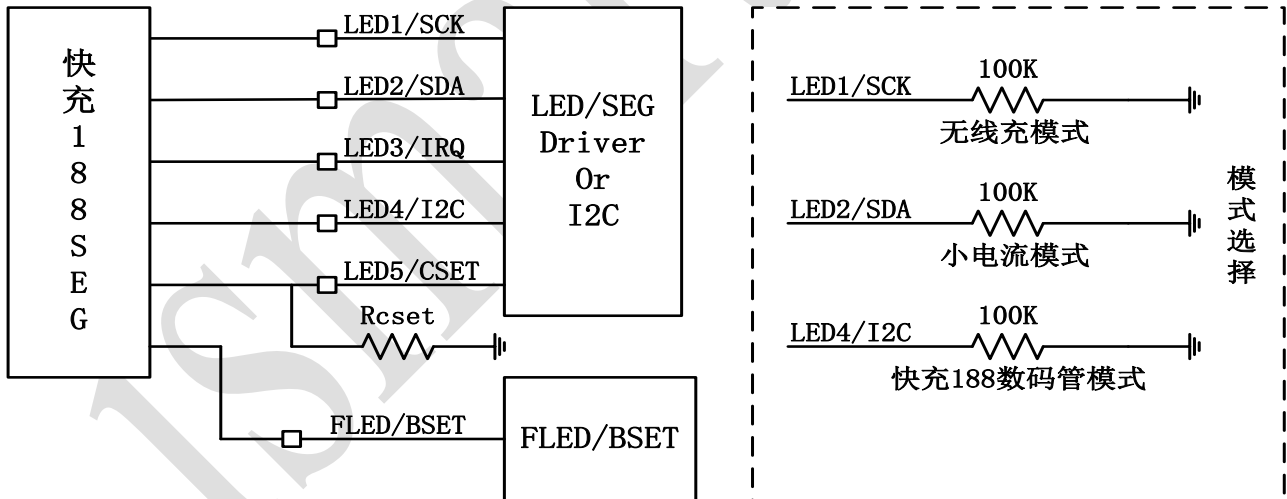 快充188SEG
LED1/SCK
LED2/SDA
LED3/IRQ
LED4/I2C
LED5/CSET
Rcset
FLED/BSET
LED/SEG
Driver
Or
I2C
FLED/BSET
LED1/SCK
100K
无线充模式
LED2/SDA
100K
小电流模式
LED4/I2C
100K
快充188数码管模式
模式选择